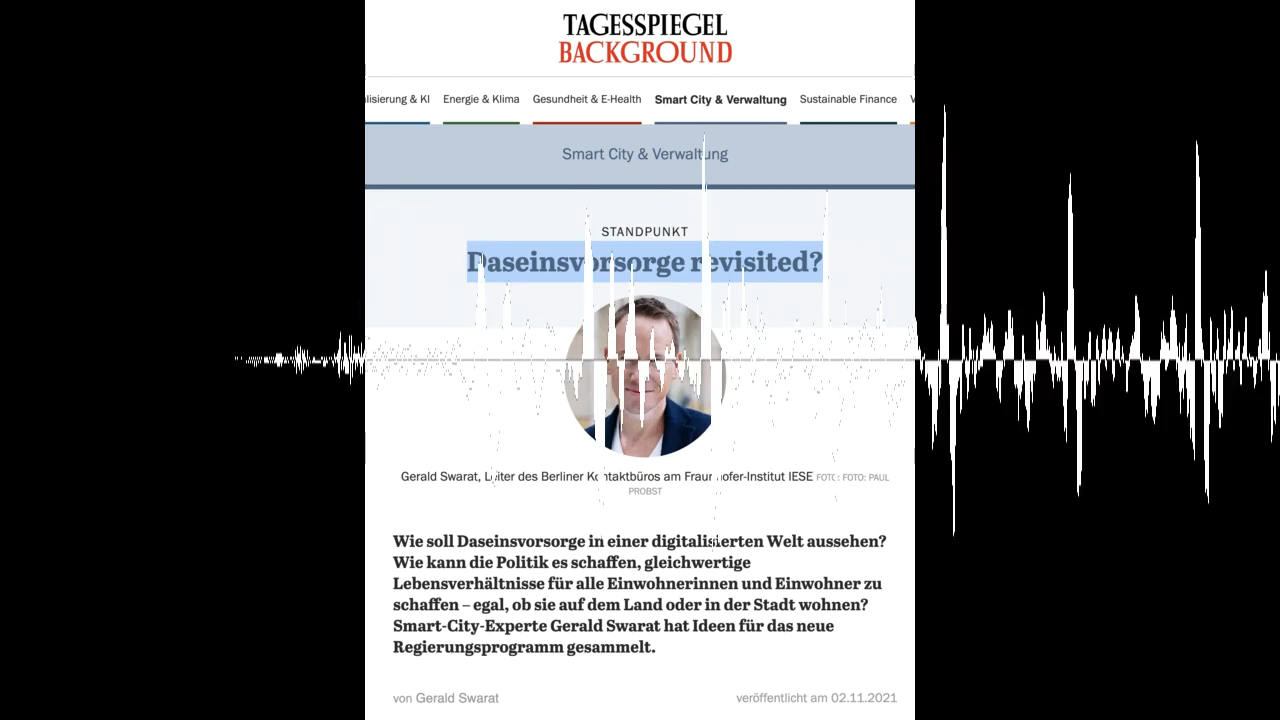 TAGESSPIEGEL
BACKGROUND
lisierung & KI Energie & Klima Gesundheit & E-Health Smart City & Verwaltung Sustainable Finance V
Smart City & Verwaltung
STANDPUNKT
Daseinsvorsorge revisited?
Gerald Swarat, Leiter des Berliner Kontaktbüros am Fraunhofer-Institut IESE FOTO: FOTO: PAUL
PROBST
Wie soll Daseinsvorsorge in einer digitalisierten Welt aussehen?
Wie kann die Politik es schaffen, gleichwertige
Lebensverhältnisse für alle Einwohnerinnen und Einwohner zu
schaffen – egal, ob sie auf dem Land oder in der Stadt wohnen?
Smart-City-Experte Gerald Swarat hat Ideen für das neue
Regierungsprogramm gesammelt.
von Gerald Swarat veröffentlicht am 02.11.2021